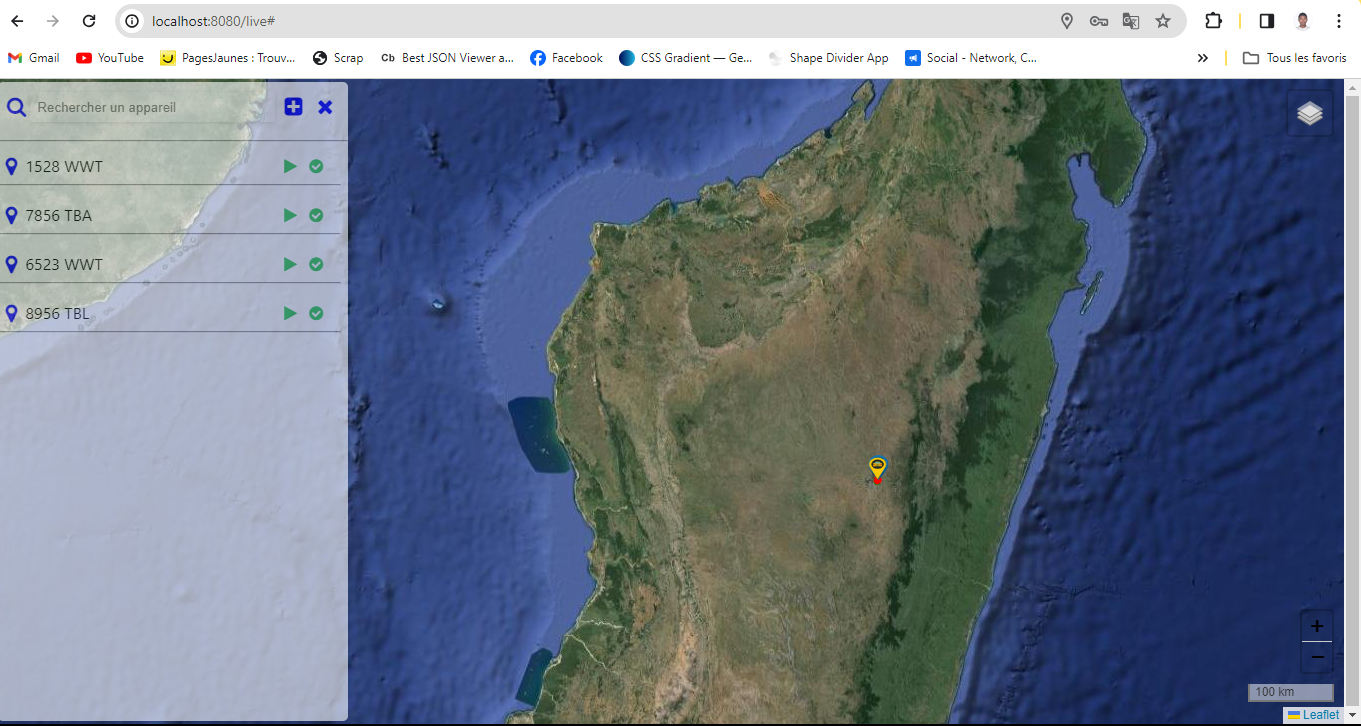 localhost:8080/live#
Gmail YouTube PagesJaunes : Trouv... Scrap Cb Best JSON Viewer a... Facebook CSS Gradient — Ge... Shape Divider App Social - Network, C... » Tous les favoris
Rechercher un appareil
1528 WWT
7856 TBA
6523 WWT
8956 TBL
+
−
100 km
Leaflet